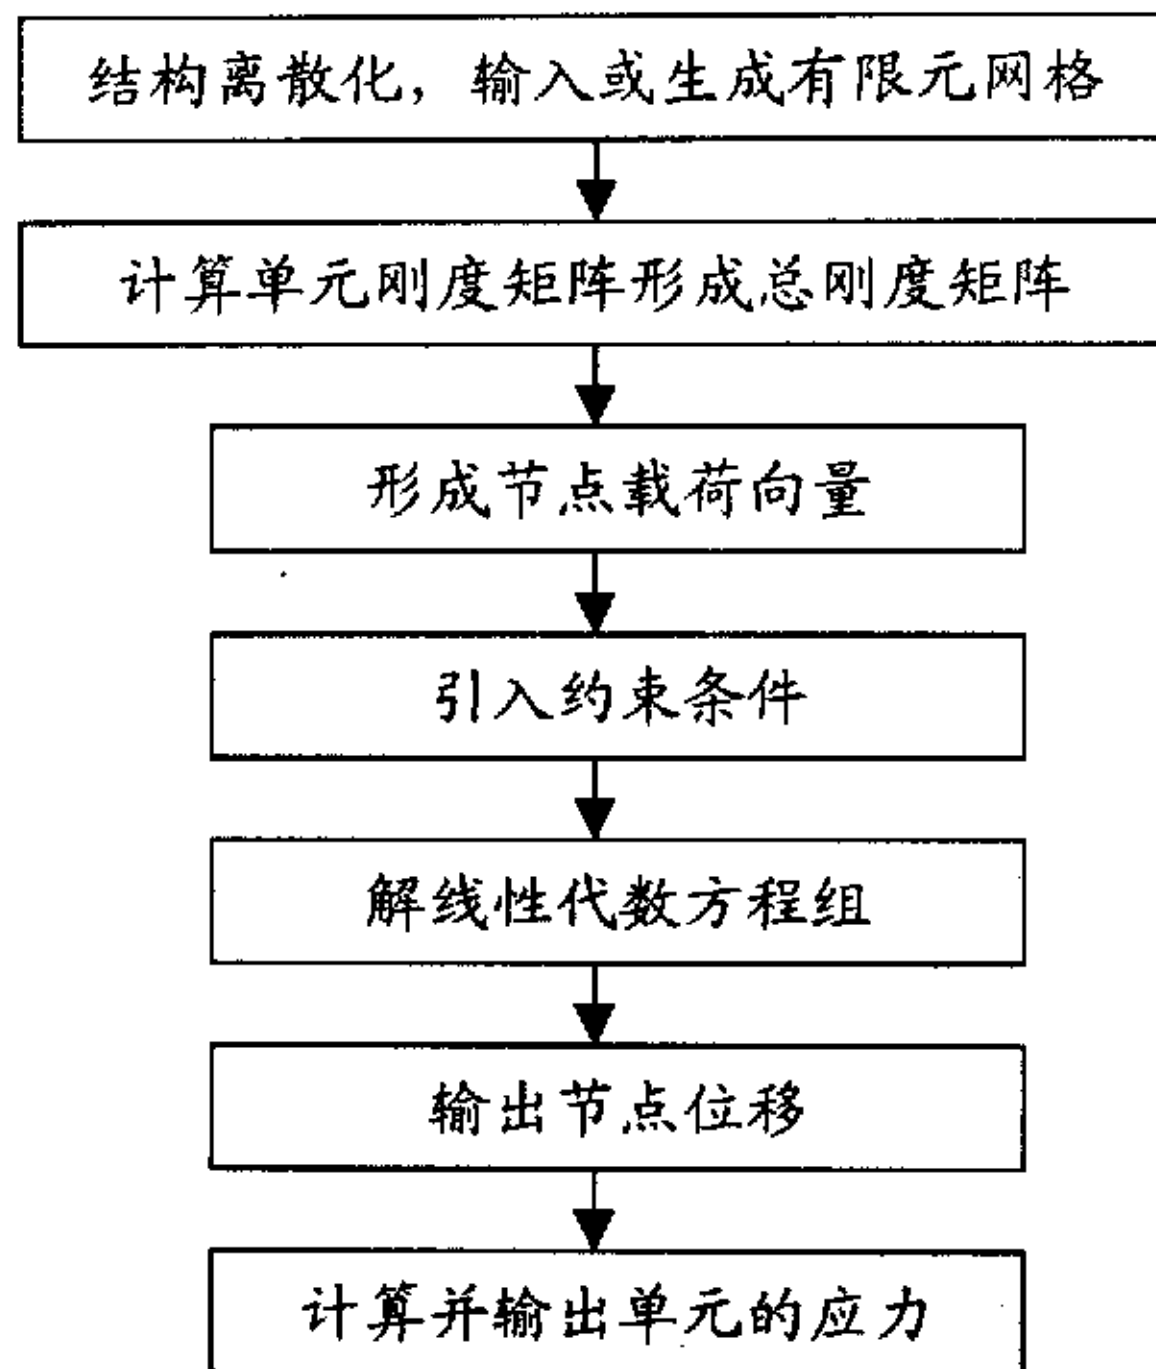 结构离散化，输入或生成有限元网格
计算单元刚度矩阵形成总刚度矩阵
形成节点载荷向量
引入约束条件
解线性代数方程组
输出节点位移
计算并输出单元的应力